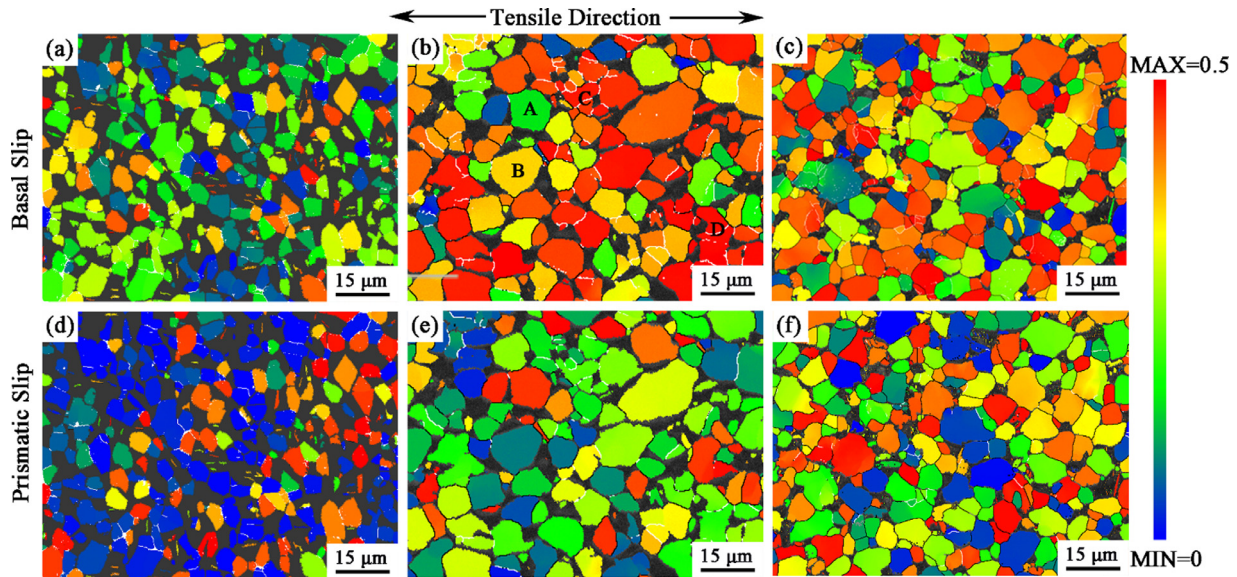 Tensile Direction
(a)
(b)
(c)
MAX=0.5
Basal Slip
A
B
C
D
15 μm
15 μm
15 μm
(d)
(e)
(f)
Prismatic Slip
15 μm
15 μm
15 μm
MIN=0